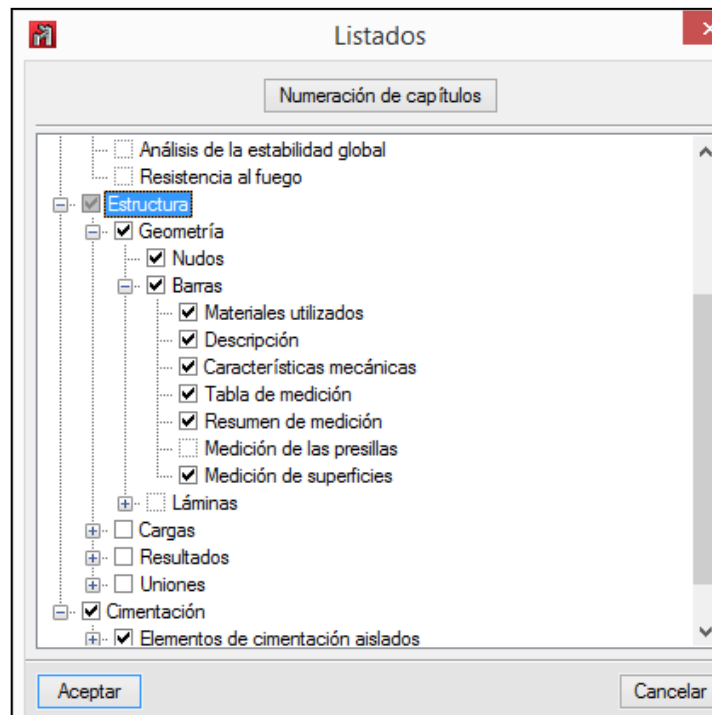 Listados
Numeración de capítulos
Análisis de la estabilidad global
Resistencia al fuego
Estructura
Geometría
Nudos
Barras
Materiales utilizados
Descripción
Características mecánicas
Tabla de medición
Resumen de medición
Medición de las presillas
Medición de superficies
Láminas
Cargas
Resultados
Uniones
Cimentación
Elementos de cimentación aislados
Aceptar
Cancelar